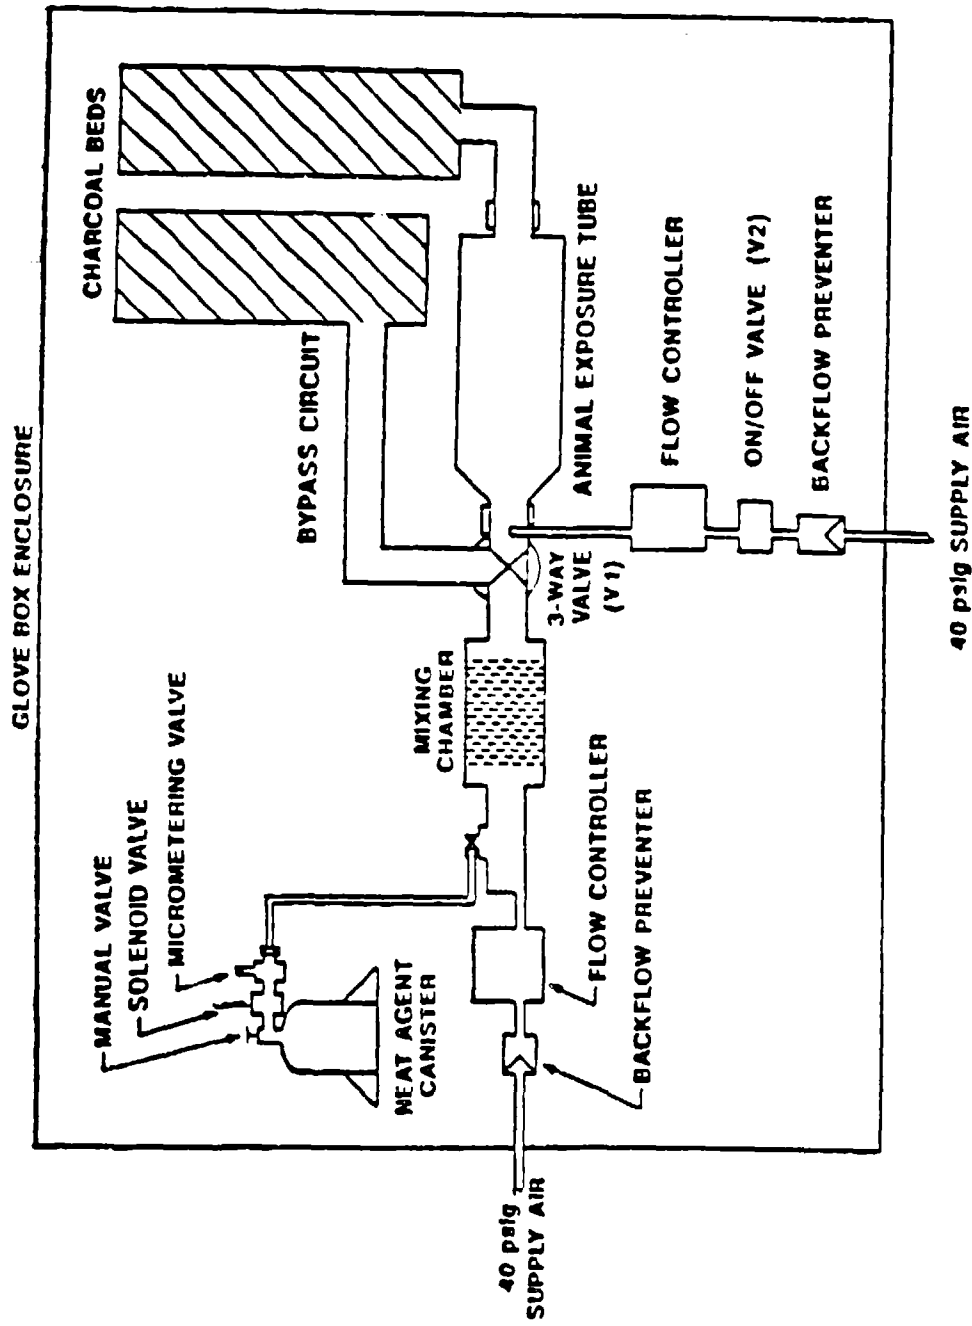 GLOVE BOX ENCLOSURE
MANUAL VALVE
SOLENOID VALVE
MICROMETERING VALVE
CHARCOAL BEDS
BYPASS CIRCUIT
NEAT AGENT
CANISTER
MIXING
CHAMBER
3-WAY
VALVE
(V1)
ANIMAL EXPOSURE TUBE
40 psig
SUPPLY AIR
FLOW CONTROLLER
BACKFLOW PREVENTER
FLOW CONTROLLER
ON/OFF VALVE (V2)
BACKFLOW PREVENTER
40 psig SUPPLY AIR